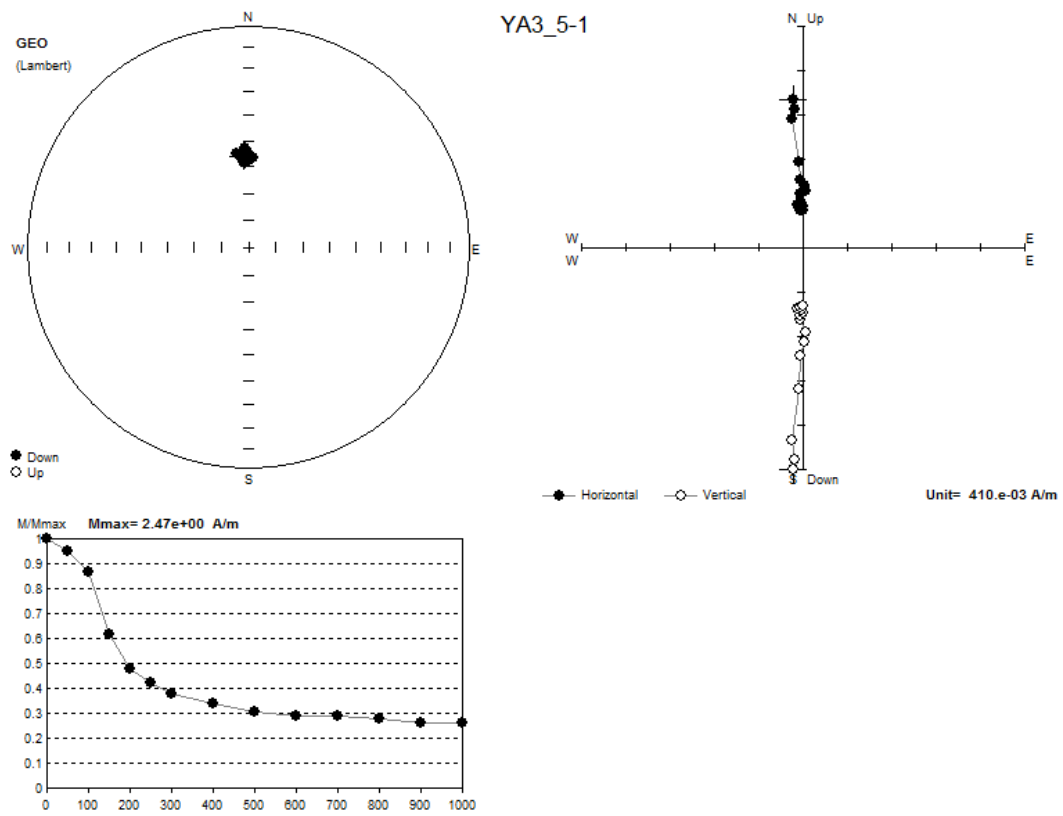 YA3_5-1
GEO
(Lambert)
N
W
E
S
Down
Up
N Up
W
W
E
E
S Down
Horizontal
Vertical
Unit= 410.e-03 A/m
M/Mmax Mmax= 2.47e+00 A/m
1
0.9
0.8
0.7
0.6
0.5
0.4
0.3
0.2
0.1
0
0 100 200 300 400 500 600 700 800 900 1000